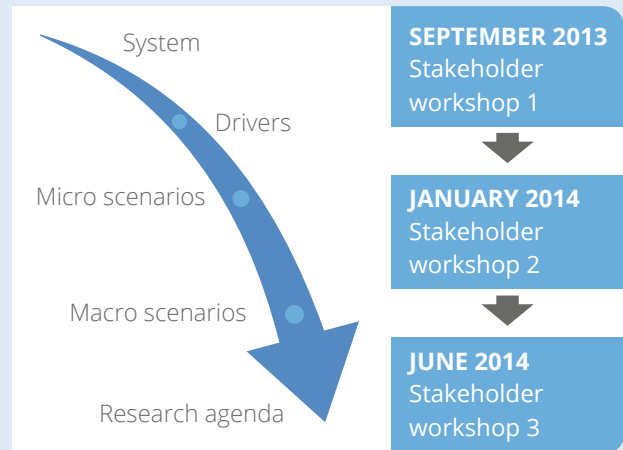 System
Drivers
Micro scenarios
Macro scenarios
Research agenda
SEPTEMBER 2013
Stakeholder
workshop 1
JANUARY 2014
Stakeholder
workshop 2
JUNE 2014
Stakeholder
workshop 3